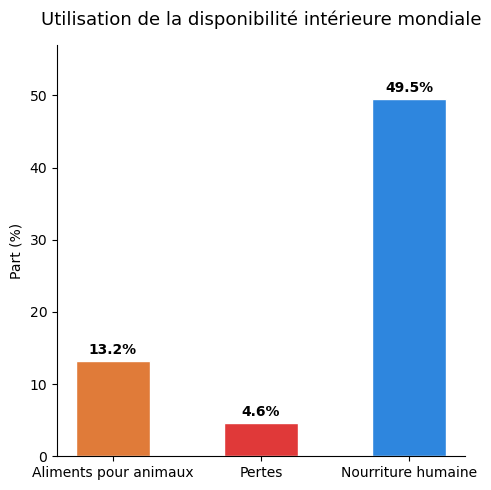 Utilisation de la disponibilité intérieure mondiale
Part (%)
50
40
30
20
10
0
13.2%
4.6%
49.5%
Aliments pour animaux
Pertes
Nourriture humaine